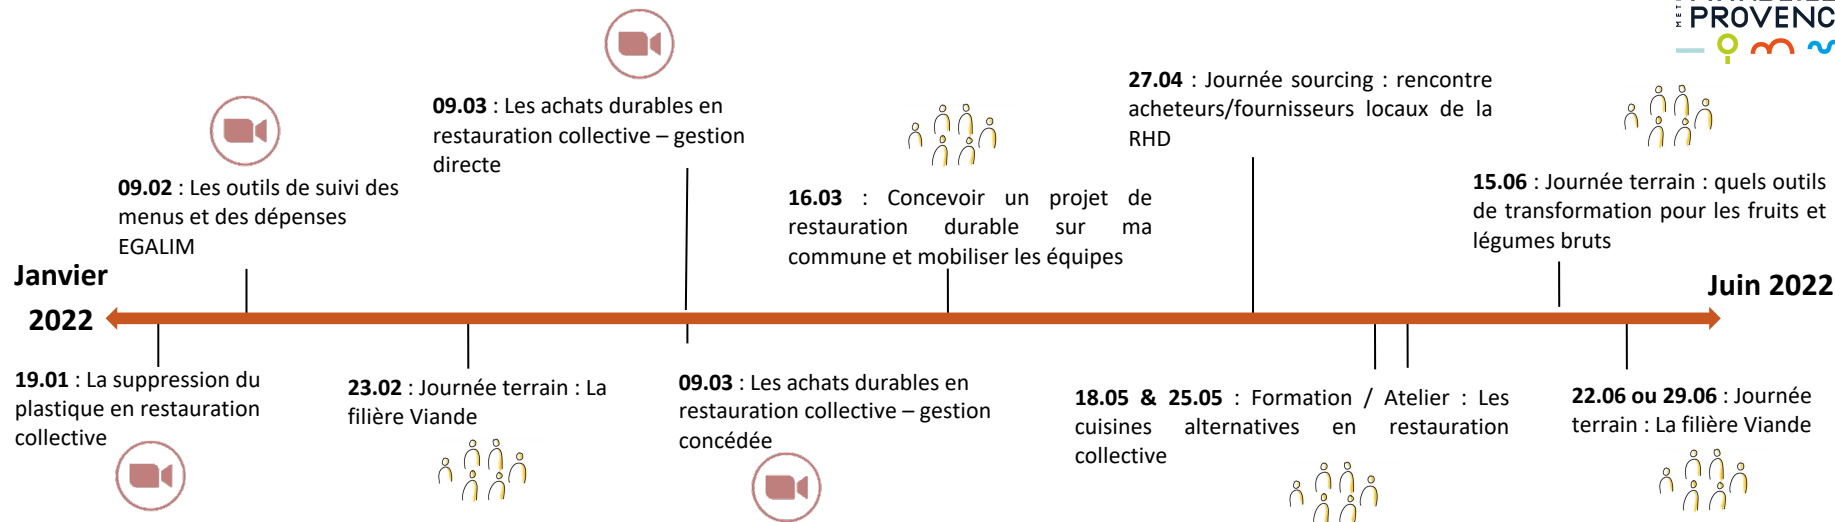 PROVENC
27.04 : Journée sourcing : rencontre
acheteurs/fournisseurs locaux de la
RHD
09.03 : Les achats durables en
restauration collective – gestion
directe
09.02 : Les outils de suivi des
menus et des dépenses
EGALIM
16.03 : Concevoir un projet de
restauration durable sur ma
commune et mobiliser les équipes
15.06 : Journée terrain : quels outils
de transformation pour les fruits et
légumes bruts
Janvier
2022
Juin 2022
19.01 : La suppression du
plastique en restauration
collective
23.02 : Journée terrain : La
filière Viande
09.03 : Les achats durables en
restauration collective – gestion
concédée
18.05 & 25.05 : Formation / Atelier : Les
cuisines alternatives en restauration
collective
22.06 ou 29.06 : Journée
terrain : La filière Viande